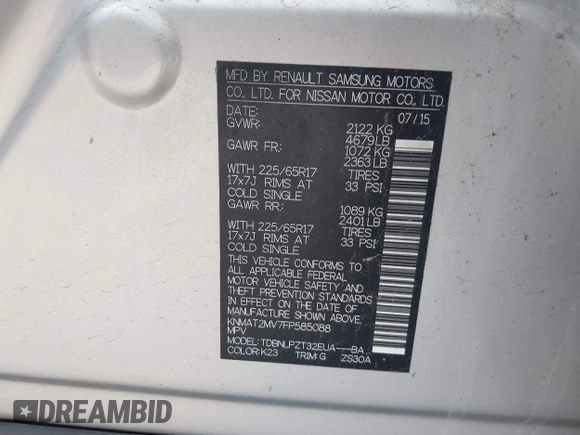 MFD BY RENAULT SAMSUNG MOTORS
CO., LTD. FOR NISSAN MOTOR CO., LTD.
DATE: 07/15
GVWR: 2122 KG
4679 LB
GAWR FR: 1072 KG
2363 LB
WITH 225/65R17 TIRES
17x7J RIMS AT 33 PSI
COLD SINGLE
GAWR RR: 1089 KG
2401 LB
WITH 225/65R17 TIRES
17x7J RIMS AT 33 PSI
COLD SINGLE
THIS VEHICLE CONFORMS TO
ALL APPLICABLE FEDERAL
MOTOR VEHICLE SAFETY AND
THEFT PREVENTION STANDARDS
IN EFFECT ON THE DATE OF
MANUFACTURE SHOWN ABOVE.
KNMAT2MV7FP585088
MPV
MODEL: TDBNLPZT32EUA---BA
COLOR: K23 TRIM: G ZS30A
DREAMBID